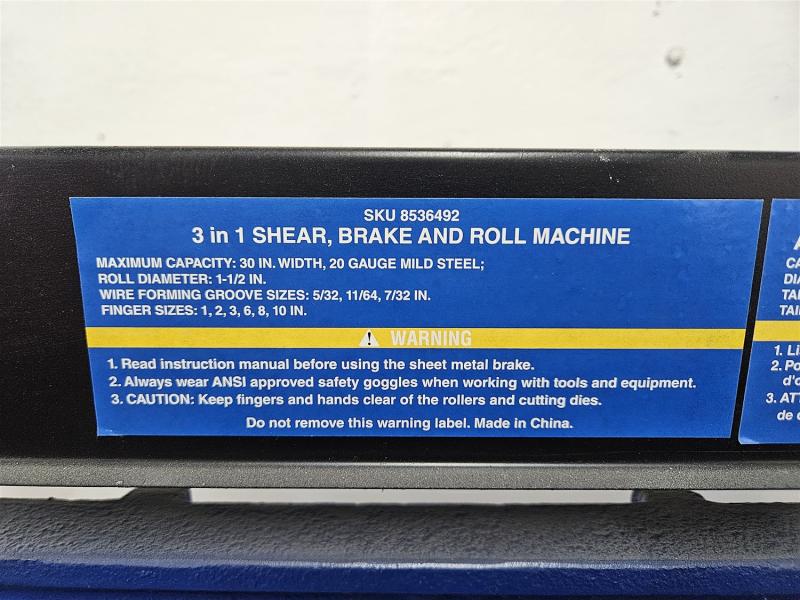 SKU 8536492
3 in 1 SHEAR, BRAKE AND ROLL MACHINE
MAXIMUM CAPACITY: 30 IN. WIDTH, 20 GAUGE MILD STEEL;
ROLL DIAMETER: 1-1/2 IN.
WIRE FORMING GROOVE SIZES: 5/32, 11/64, 7/32 IN.
FINGER SIZES: 1, 2, 3, 6, 8, 10 IN.
WARNING
1. Read instruction manual before using the sheet metal brake.
2. Always wear ANSI approved safety goggles when working with tools and equipment.
3. CAUTION: Keep fingers and hands clear of the rollers and cutting dies.
Do not remove this warning label. Made in China.
1.
2.
3.
de